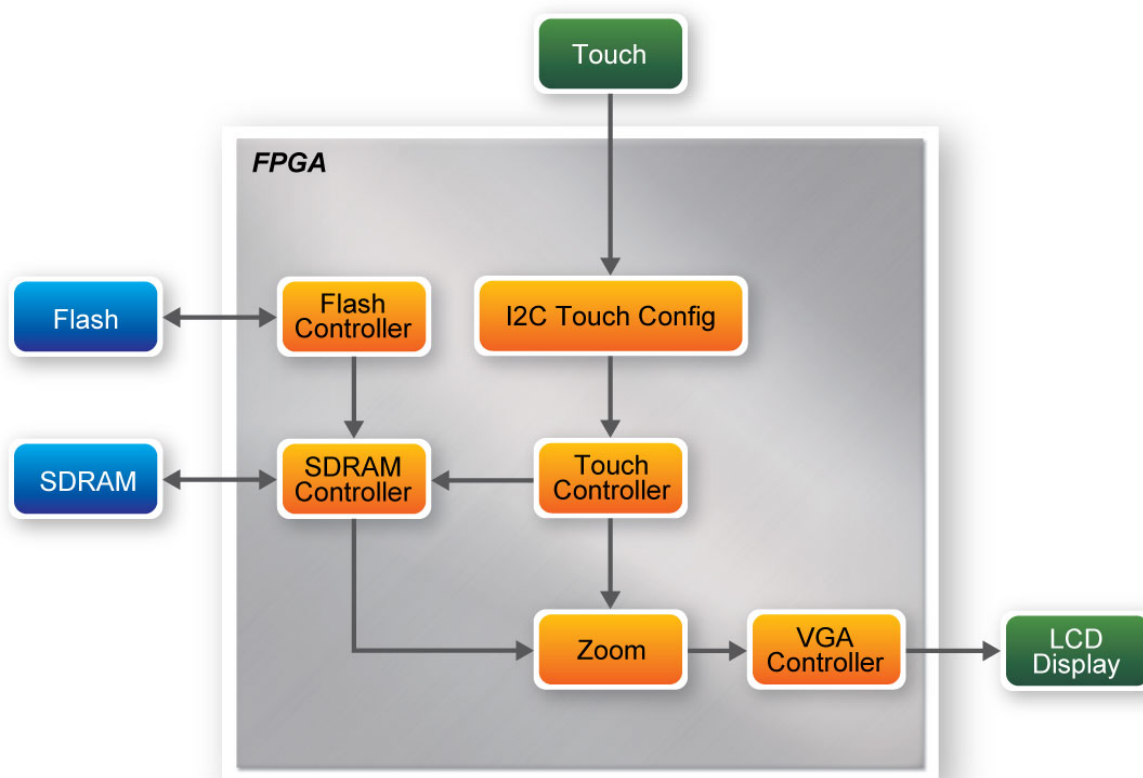 Touch
FPGA
Flash
Flash
Controller
I2C Touch Config
SDRAM
SDRAM
Controller
Touch
Controller
Zoom
VGA
Controller
LCD
Display